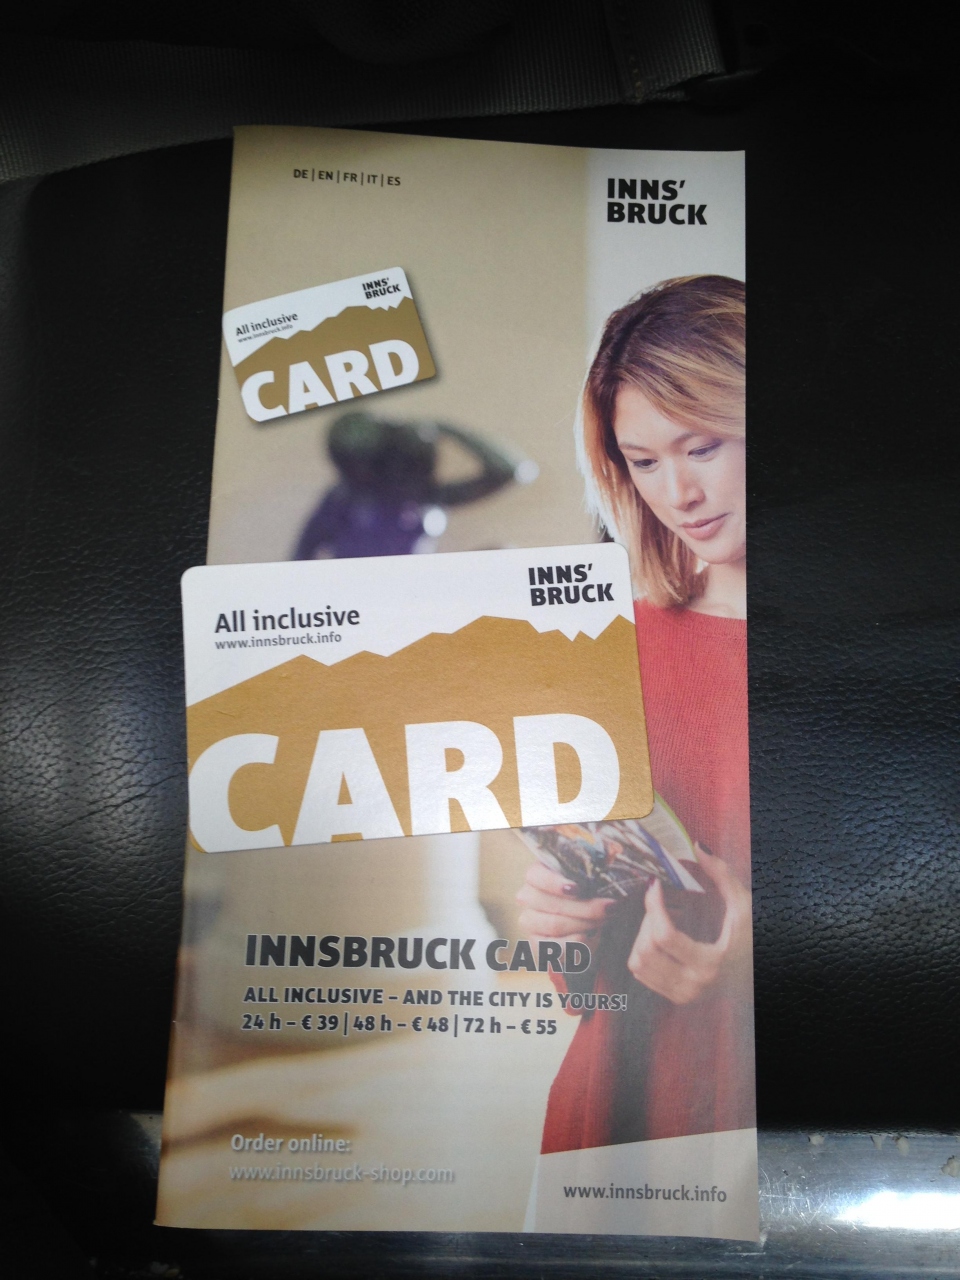 DE | EN | FR | IT | ES
INNS'
BRUCK
INNS'
BRUCK
All inclusive
www.innsbruck.info
CARD
INNS'
BRUCK
All inclusive
www.innsbruck.info
CARD
INNSBRUCK CARD
ALL INCLUSIVE – AND THE CITY IS YOURS!
24 h – € 39 | 48 h – € 48 | 72 h – € 55
Order online:
www.innsbruck-shop.com
www.innsbruck.info